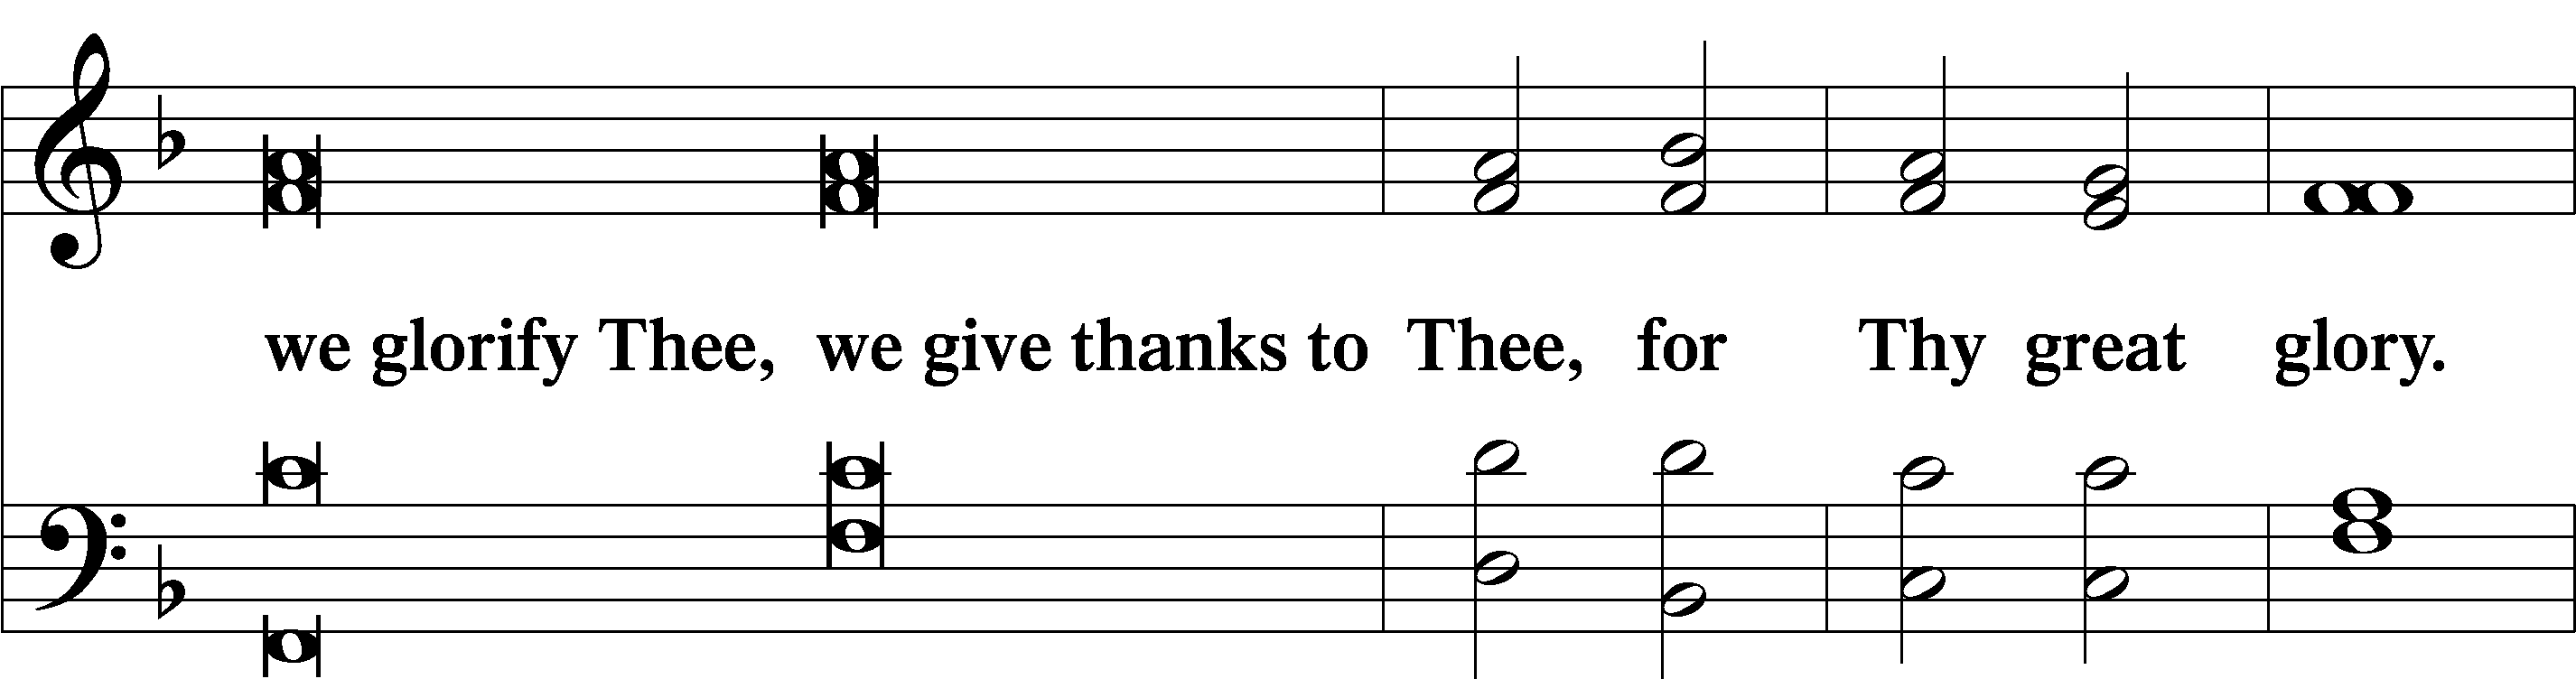 we glorify Thee, we give thanks to Thee, for Thy great glory.